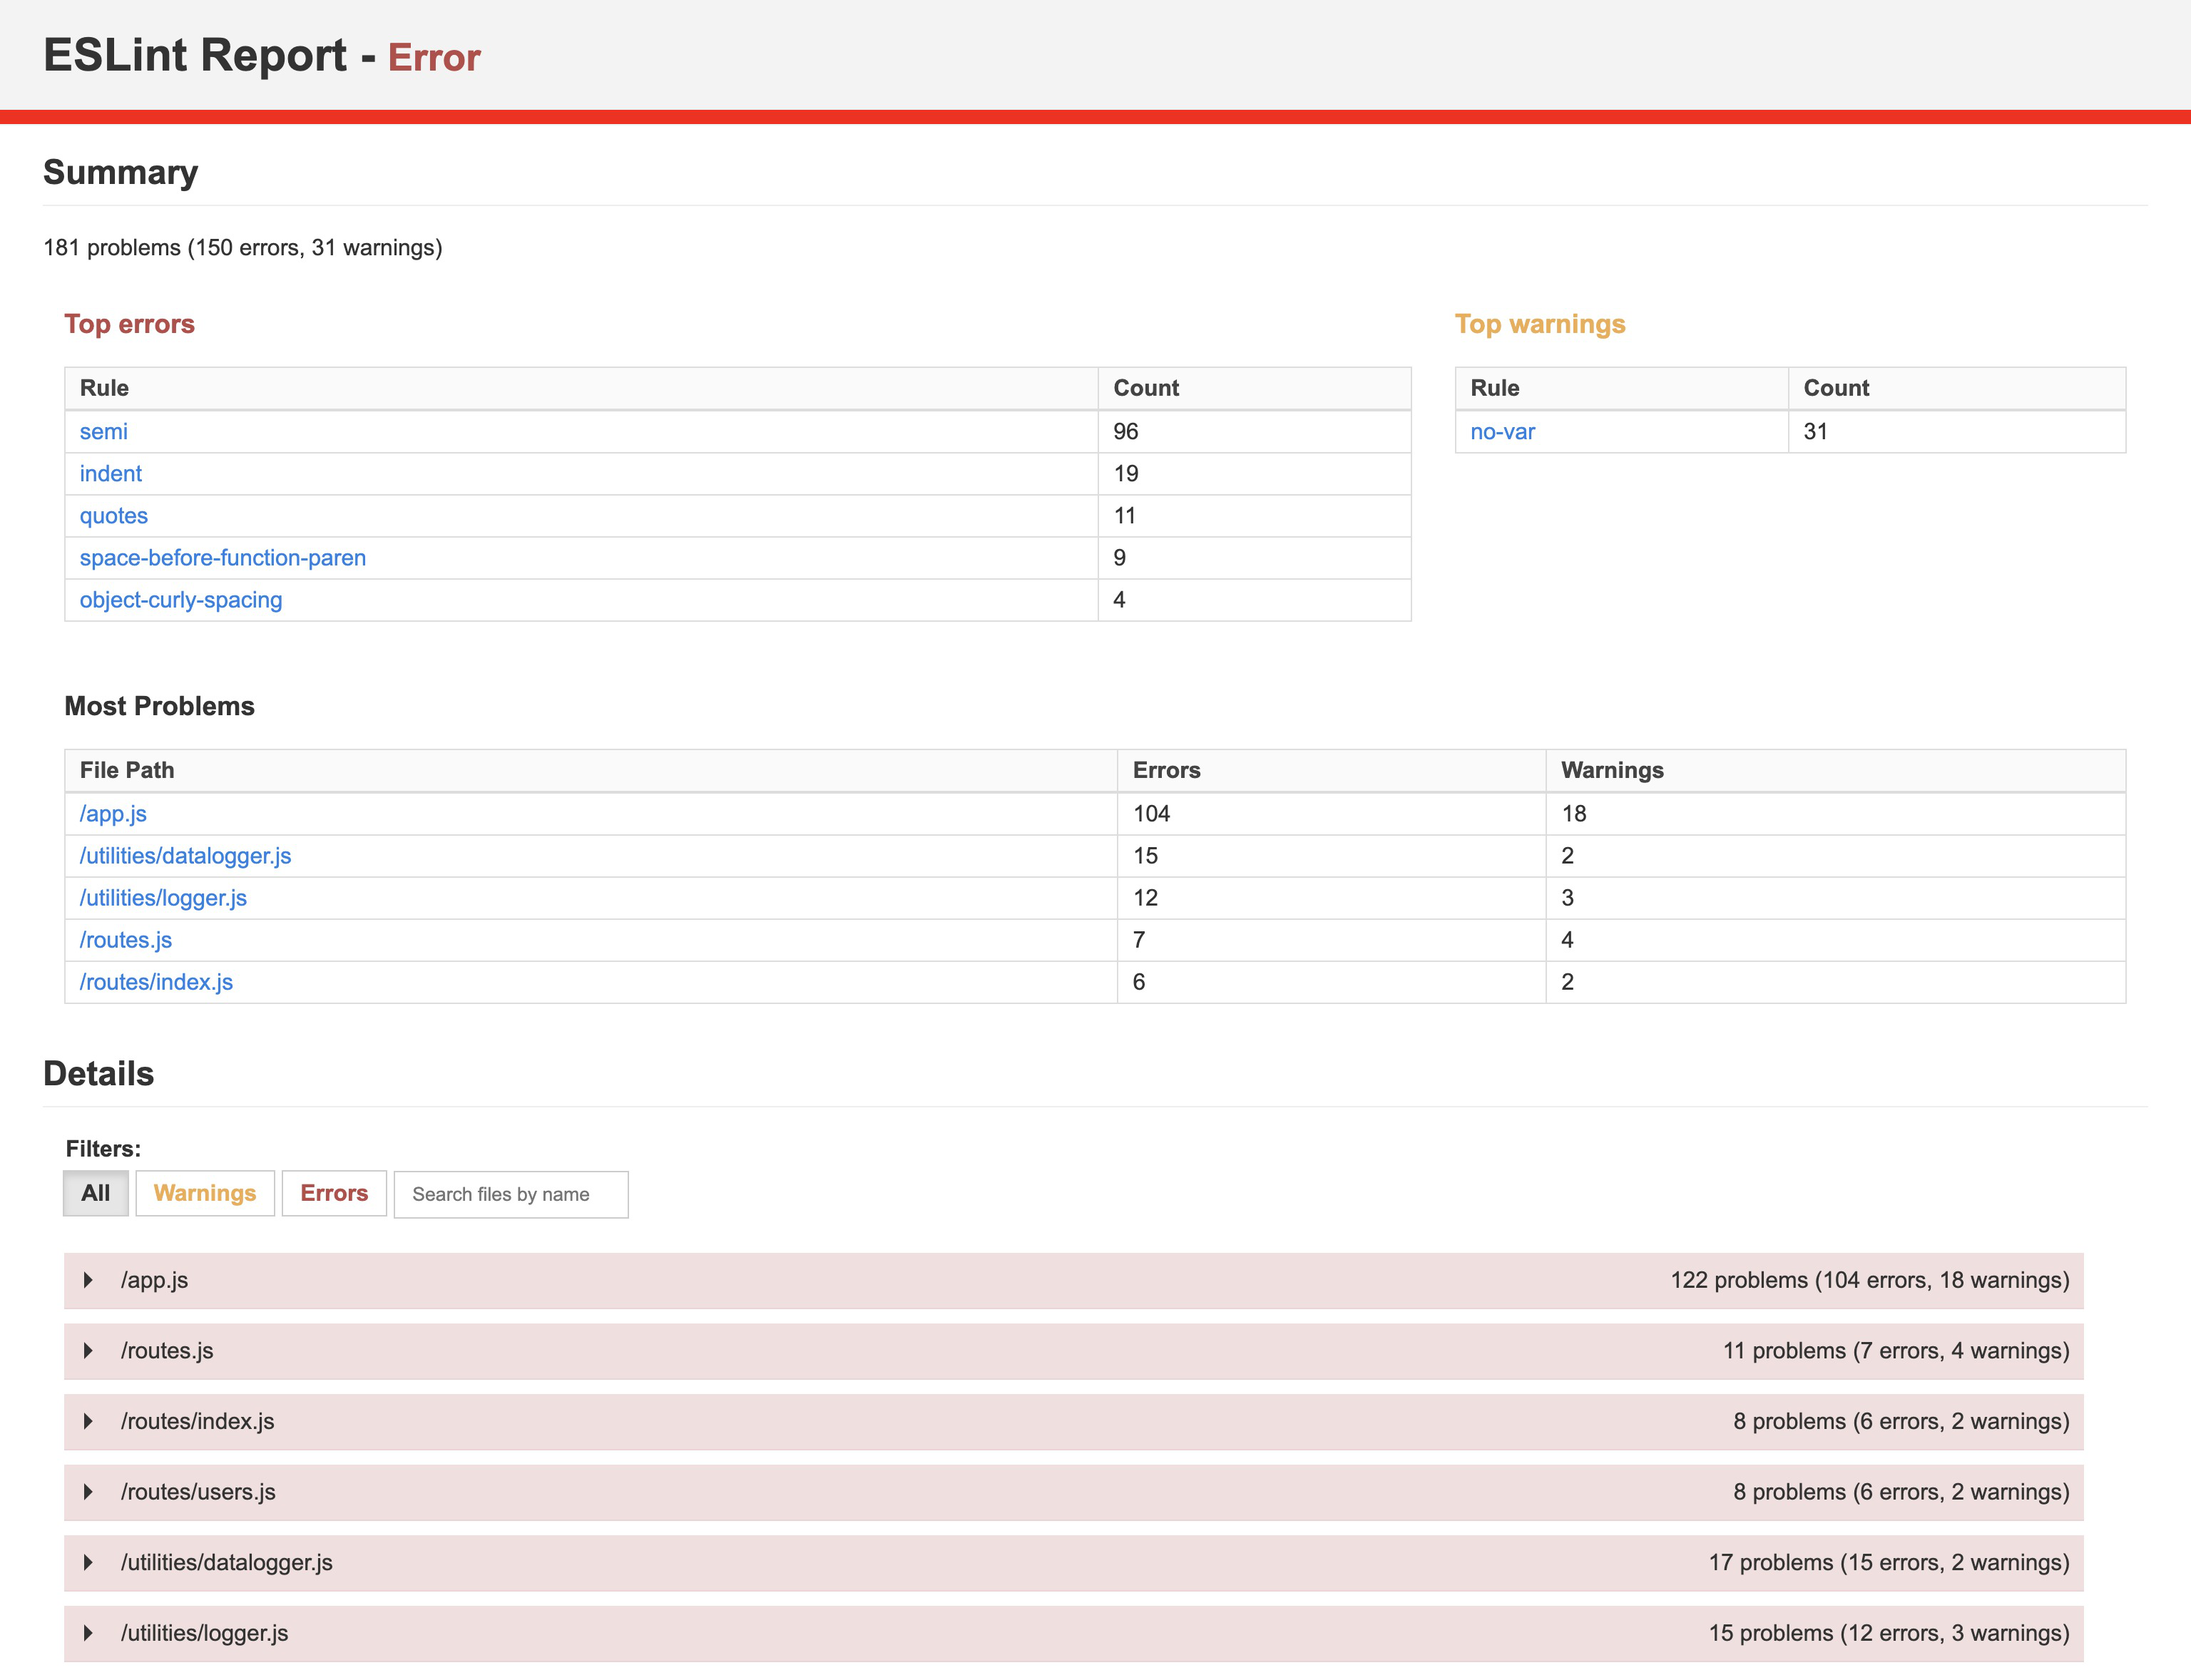 ESLint Report - Error
Summary
181 problems (150 errors, 31 warnings)
Top errors
Rule Count
semi 96
indent 19
quotes 11
space-before-function-paren 9
object-curly-spacing 4
Top warnings
Rule Count
no-var 31
Most Problems
File Path Errors Warnings
/app.js 104 18
/utilities/datalogger.js 15 2
/utilities/logger.js 12 3
/routes.js 7 4
/routes/index.js 6 2
Details
Filters:
All Warnings Errors Search files by name
/app.js 122 problems (104 errors, 18 warnings)
/routes.js 11 problems (7 errors, 4 warnings)
/routes/index.js 8 problems (6 errors, 2 warnings)
/routes/users.js 8 problems (6 errors, 2 warnings)
/utilities/datalogger.js 17 problems (15 errors, 2 warnings)
/utilities/logger.js 15 problems (12 errors, 3 warnings)